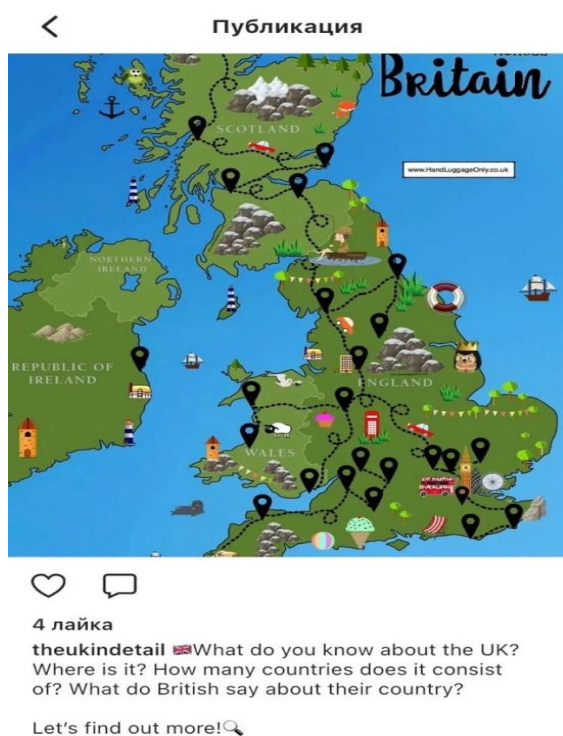 Публикация
Britain
SCOTLAND
www.HandLuggageOnly.co.uk
NORTHERN
IRELAND
REPUBLIC OF
IRELAND
ENGLAND
WALES
4 лайка
theukindetail 🇬🇧What do you know about the UK?
Where is it? How many countries does it consist
of? What do British say about their country?
Let's find out more!🔍